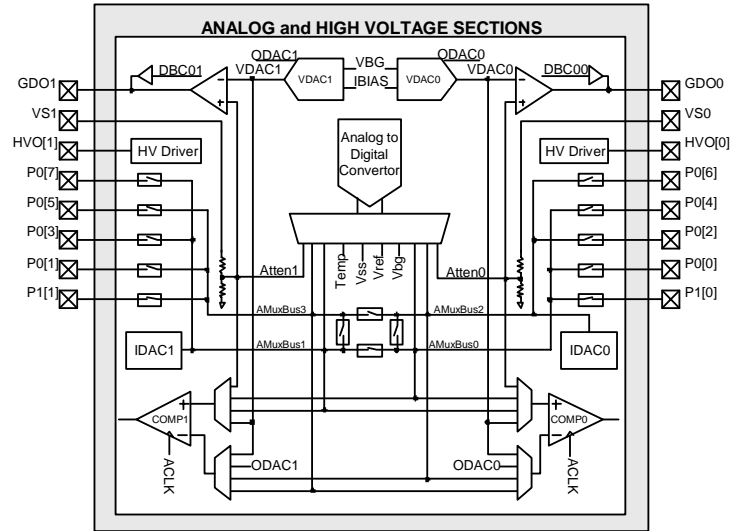 ANALOG and HIGH VOLTAGE SECTIONS
ODAC1
ODAC0
DBC01
VDAC1
VDAC1
VBG
IBIAS
VDAC0
VDAC0
DBC00
GDO1
GDO0
VS1
VS0
HVO[1]
HV Driver
HV Driver
HVO[0]
Analog to
Digital
Convertor
P0[7]
P0[6]
P0[5]
P0[4]
P0[3]
P0[2]
P0[1]
P0[0]
P1[1]
P1[0]
Atten1
Temp
Vss
Vref
Vbg
Atten0
AMuxBus3
AMuxBus2
IDAC1
AMuxBus1
AMuxBus0
IDAC0
+
COMP1
−
+
COMP0
−
ACLK
ODAC1
ODAC0
ACLK
−
+
−
+